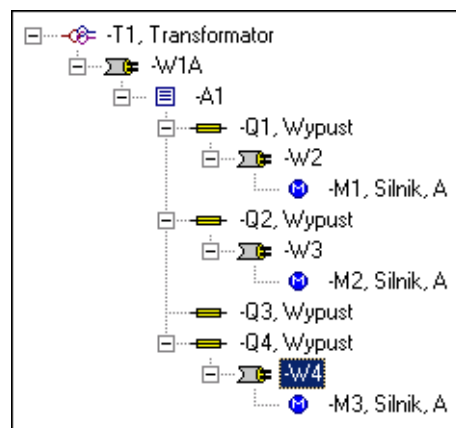 -T1, Transformator
-W1A
-A1
-Q1, Wypust
-W2
-M1, Silnik, A
-Q2, Wypust
-W3
-M2, Silnik, A
-Q3, Wypust
-Q4, Wypust
-W4
-M3, Silnik, A